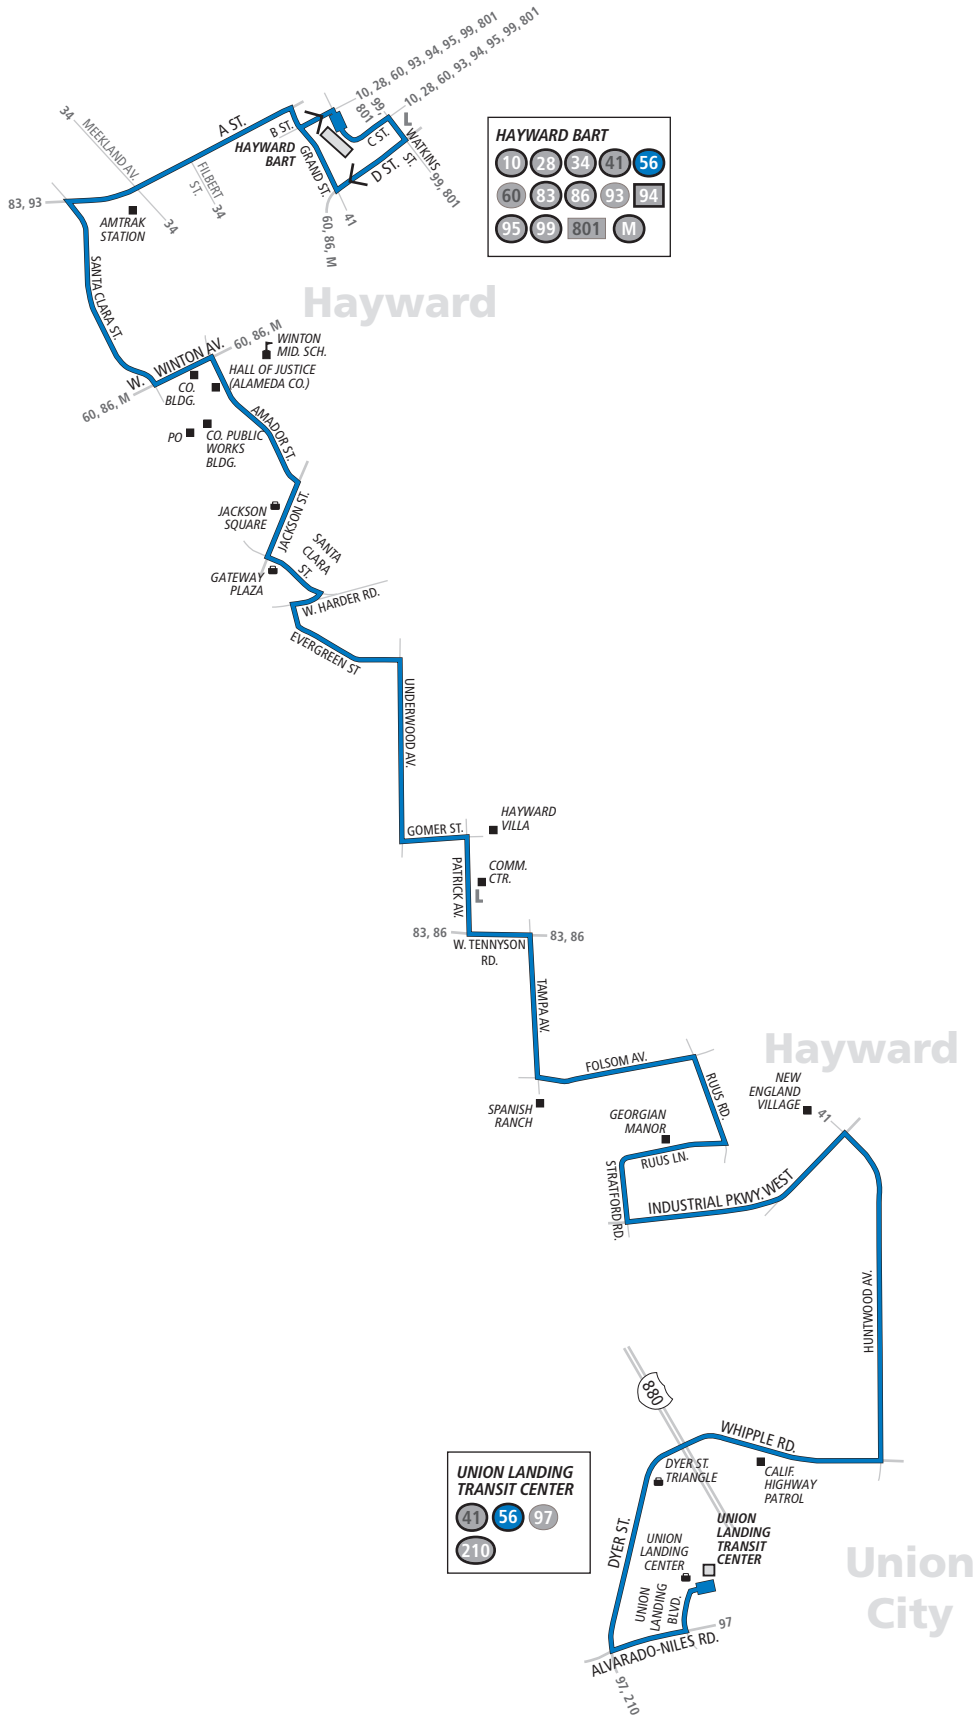 10, 28, 60, 93, 94, 95, 99, 801
10, 28, 60, 93, 94, 95, 99, 801
99,
801
34
MEEKLAND AV.
A ST.
B ST.
HAYWARD
BART
C ST.
L
WATKINS
ST.
D ST.
GRAND ST.
99, 801
FILBERT
ST.
34
34
41
60, 86, M
83, 93
AMTRAK
STATION
HAYWARD BART
10 28 34 41 56
60 83 86 93 94
95 99 801 M
Hayward
SANTA CLARA ST.
60, 86, M
W. WINTON AV.
60, 86, M
WINTON
MID. SCH.
HALL OF JUSTICE
(ALAMEDA CO.)
CO.
BLDG.
PO
CO. PUBLIC
WORKS
BLDG.
AMADOR ST.
JACKSON
SQUARE
JACKSON ST.
SANTA
CLARA
ST.
GATEWAY
PLAZA
W. HARDER RD.
EVERGREEN ST
UNDERWOOD AV.
GOMER ST.
HAYWARD
VILLA
PATRICK AV.
COMM.
CTR.
L
83, 86
83, 86
W. TENNYSON
RD.
TAMPA AV.
Hayward
FOLSOM AV.
RUUS RD.
NEW
ENGLAND
VILLAGE
41
SPANISH
RANCH
GEORGIAN
MANOR
RUUS LN.
STRATFORD RD.
INDUSTRIAL PKWY. WEST
HUNTWOOD AV.
880
WHIPPLE RD.
DYER ST.
TRIANGLE
CALIF.
HIGHWAY
PATROL
UNION LANDING
TRANSIT CENTER
41 56 97
210
DYER ST.
UNION
LANDING
CENTER
UNION
LANDING
TRANSIT
CENTER
UNION
LANDING
BLVD.
Union
City
97
ALVARADO-NILES RD.
97, 210